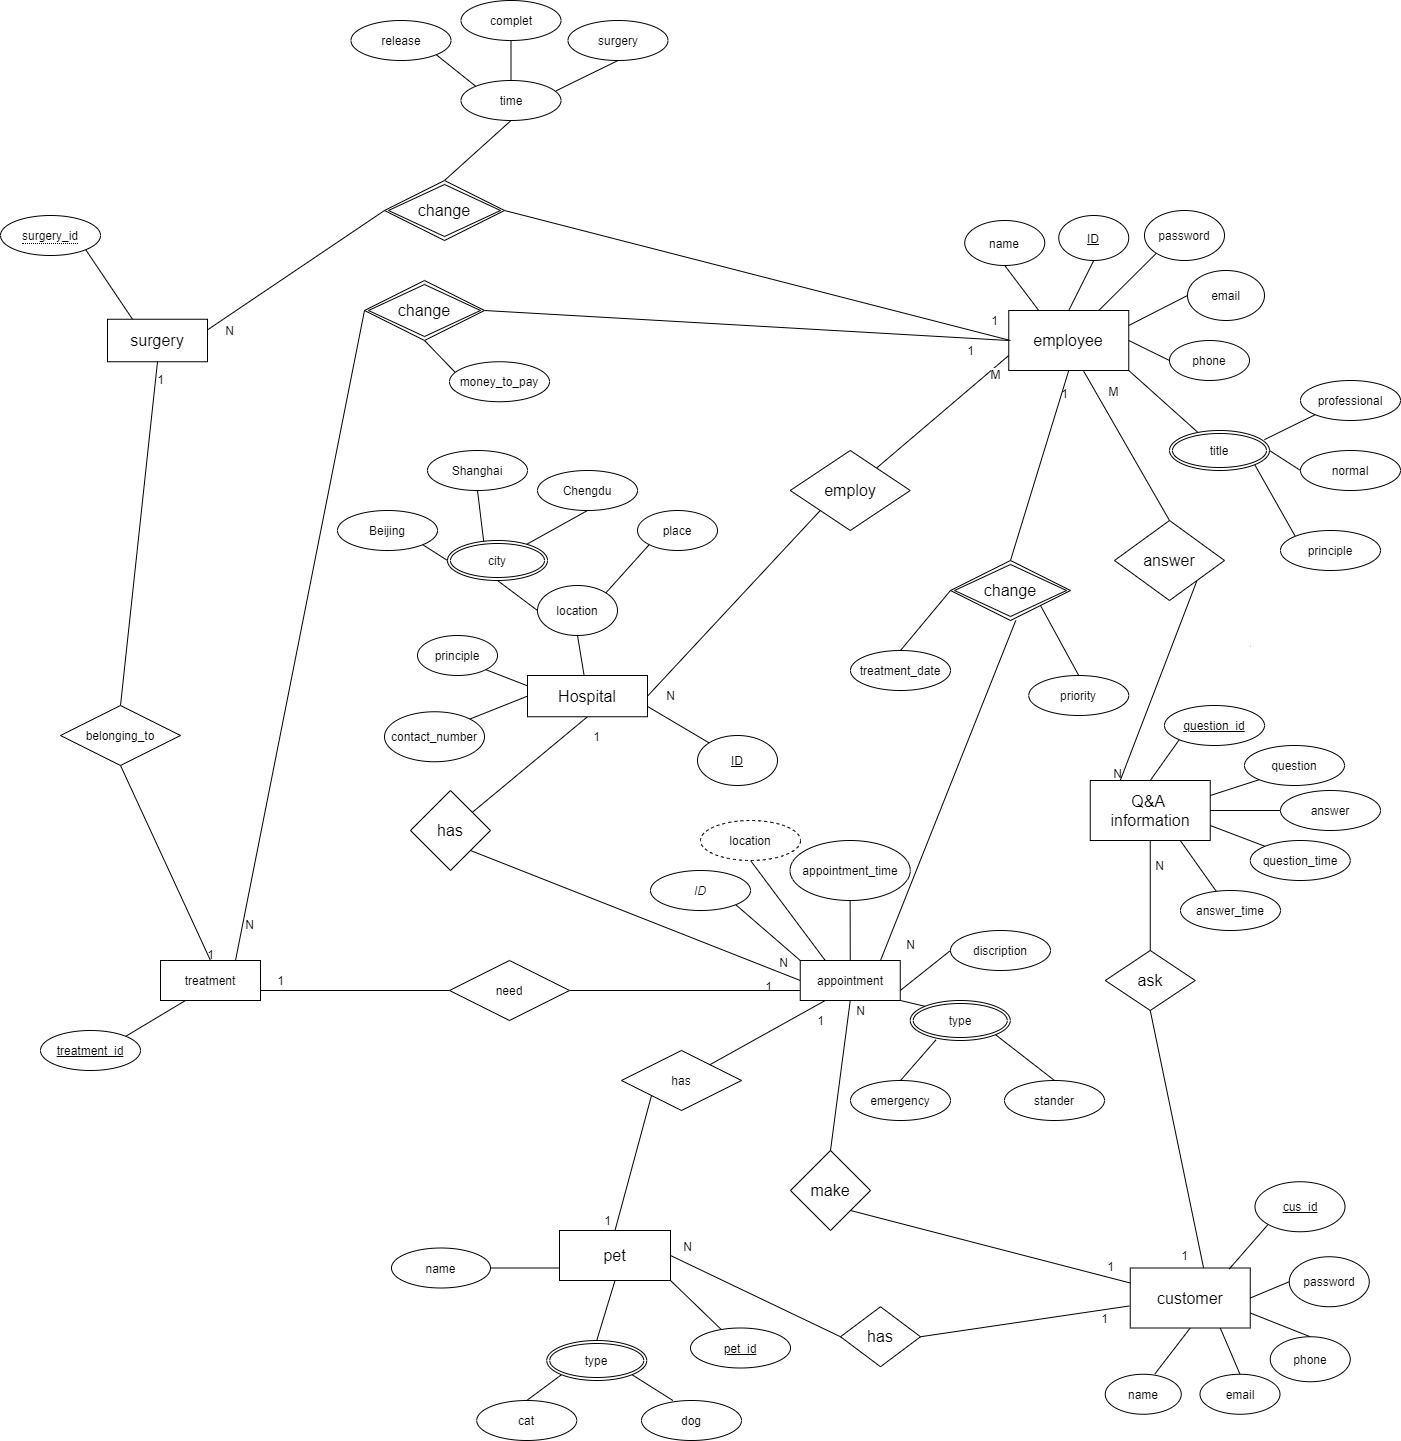 complet
release
surgery
time
change
surgery_id
name
ID
password
email
surgery
N
change
1
employee
1
phone
M
1
money_to_pay
1
M
professional
title
normal
principle
Shanghai
Chengdu
employ
Beijing
place
city
answer
change
location
principle
treatment_date
priority
Hospital
N
contact_number
1
ID
belonging_to
question_id
question
N
Q&A
information
answer
has
location
appointment_time
question_time
N
ID
answer_time
N
N
discription
1
N
treatment
1
need
1
appointment
ask
N
1
type
treatment_id
has
emergency
stander
make
cus_id
1
pet
N
1
1
name
customer
password
1
has
type
pet_id
phone
name
email
cat
dog